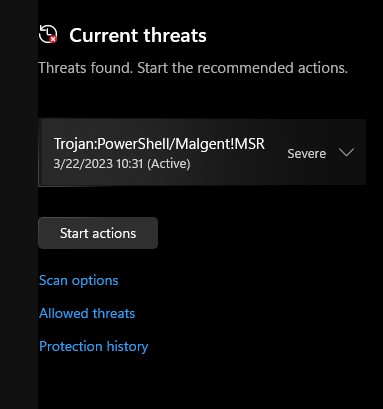 Current threats
Threats found. Start the recommended actions.
Trojan:PowerShell/Malgent!MSR
3/22/2023 10:31 (Active)
Severe
Start actions
Scan options
Allowed threats
Protection history